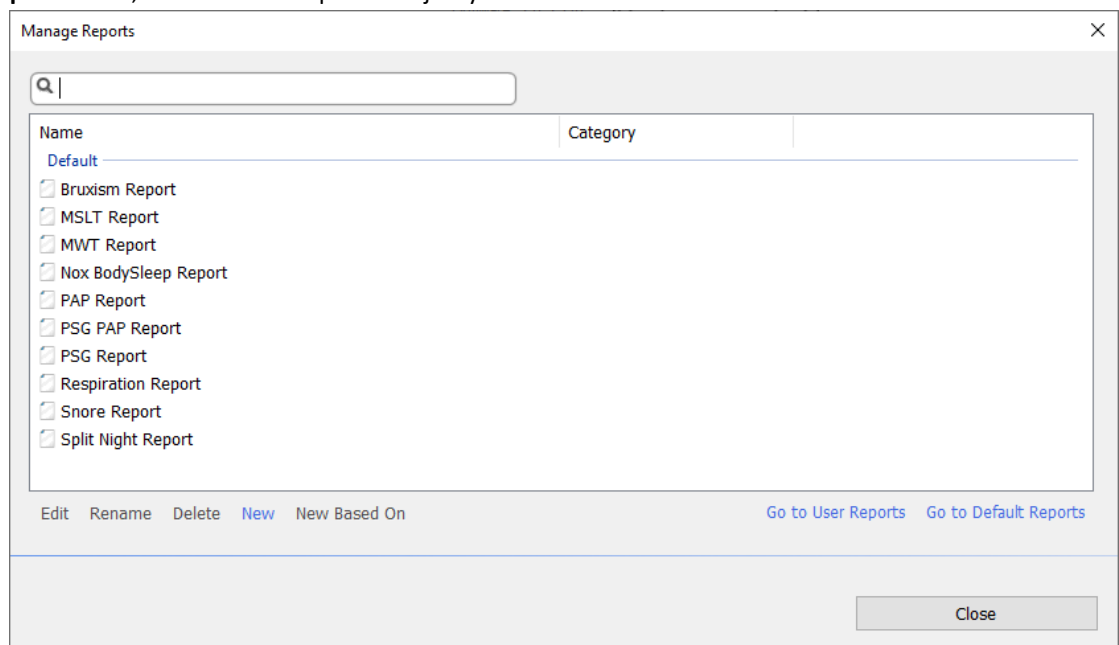 Manage Reports
Name Category
Default
Bruxism Report
MSLT Report
MWT Report
Nox BodySleep Report
PAP Report
PSG PAP Report
PSG Report
Respiration Report
Snore Report
Split Night Report
Edit Rename Delete New New Based On Go to User Reports Go to Default Reports
Close